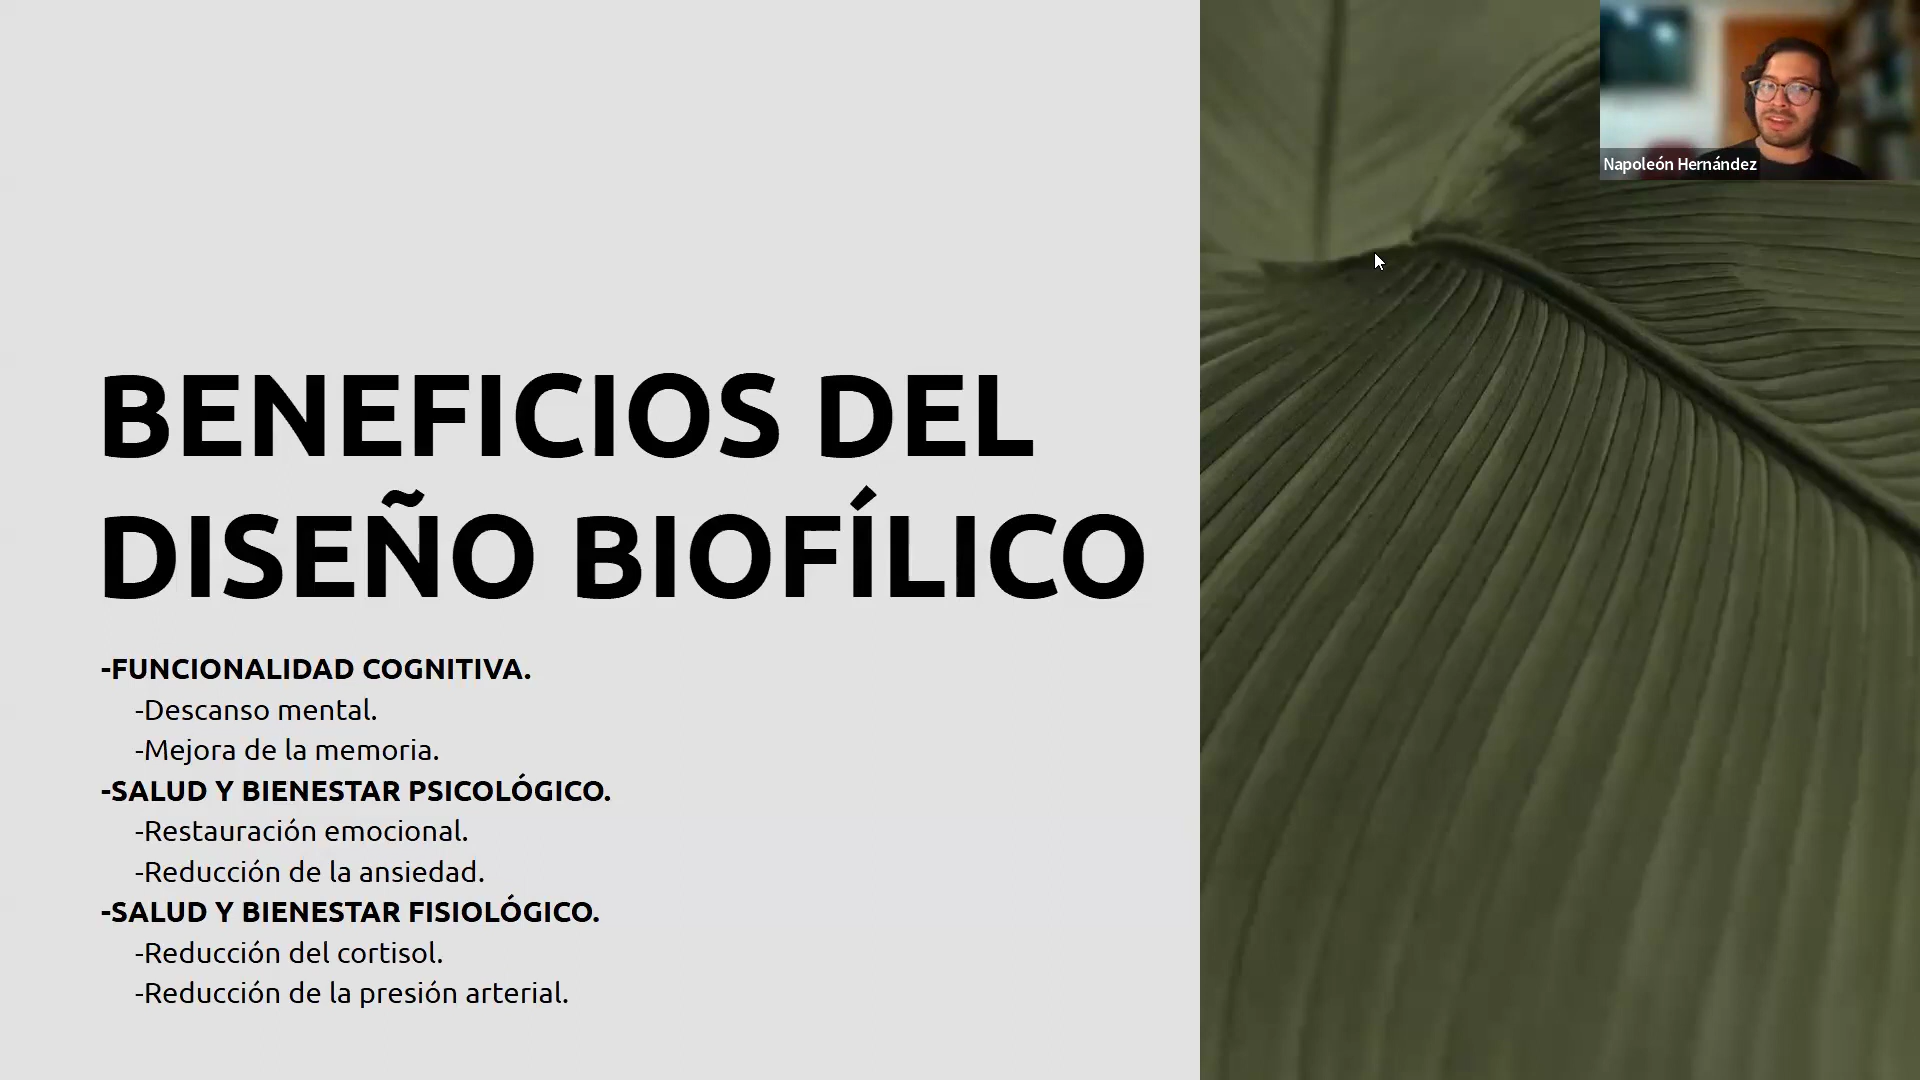 BENEFICIOS DEL
DISEÑO BIOFÍLICO
-FUNCIONALIDAD COGNITIVA.
-Descanso mental.
-Mejora de la memoria.
-SALUD Y BIENESTAR PSICOLÓGICO.
-Restauración emocional.
-Reducción de la ansiedad.
-SALUD Y BIENESTAR FISIOLÓGICO.
-Reducción del cortisol.
-Reducción de la presión arterial.
Napoleón Hernández